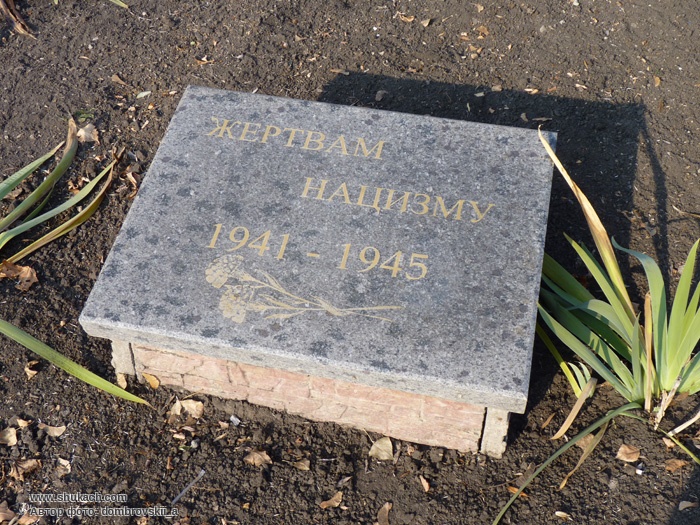 ЖЕРТВАМ
НАЦИЗМУ
1941 - 1945
www.shukach.com
Автор фото: dombrovskii_a